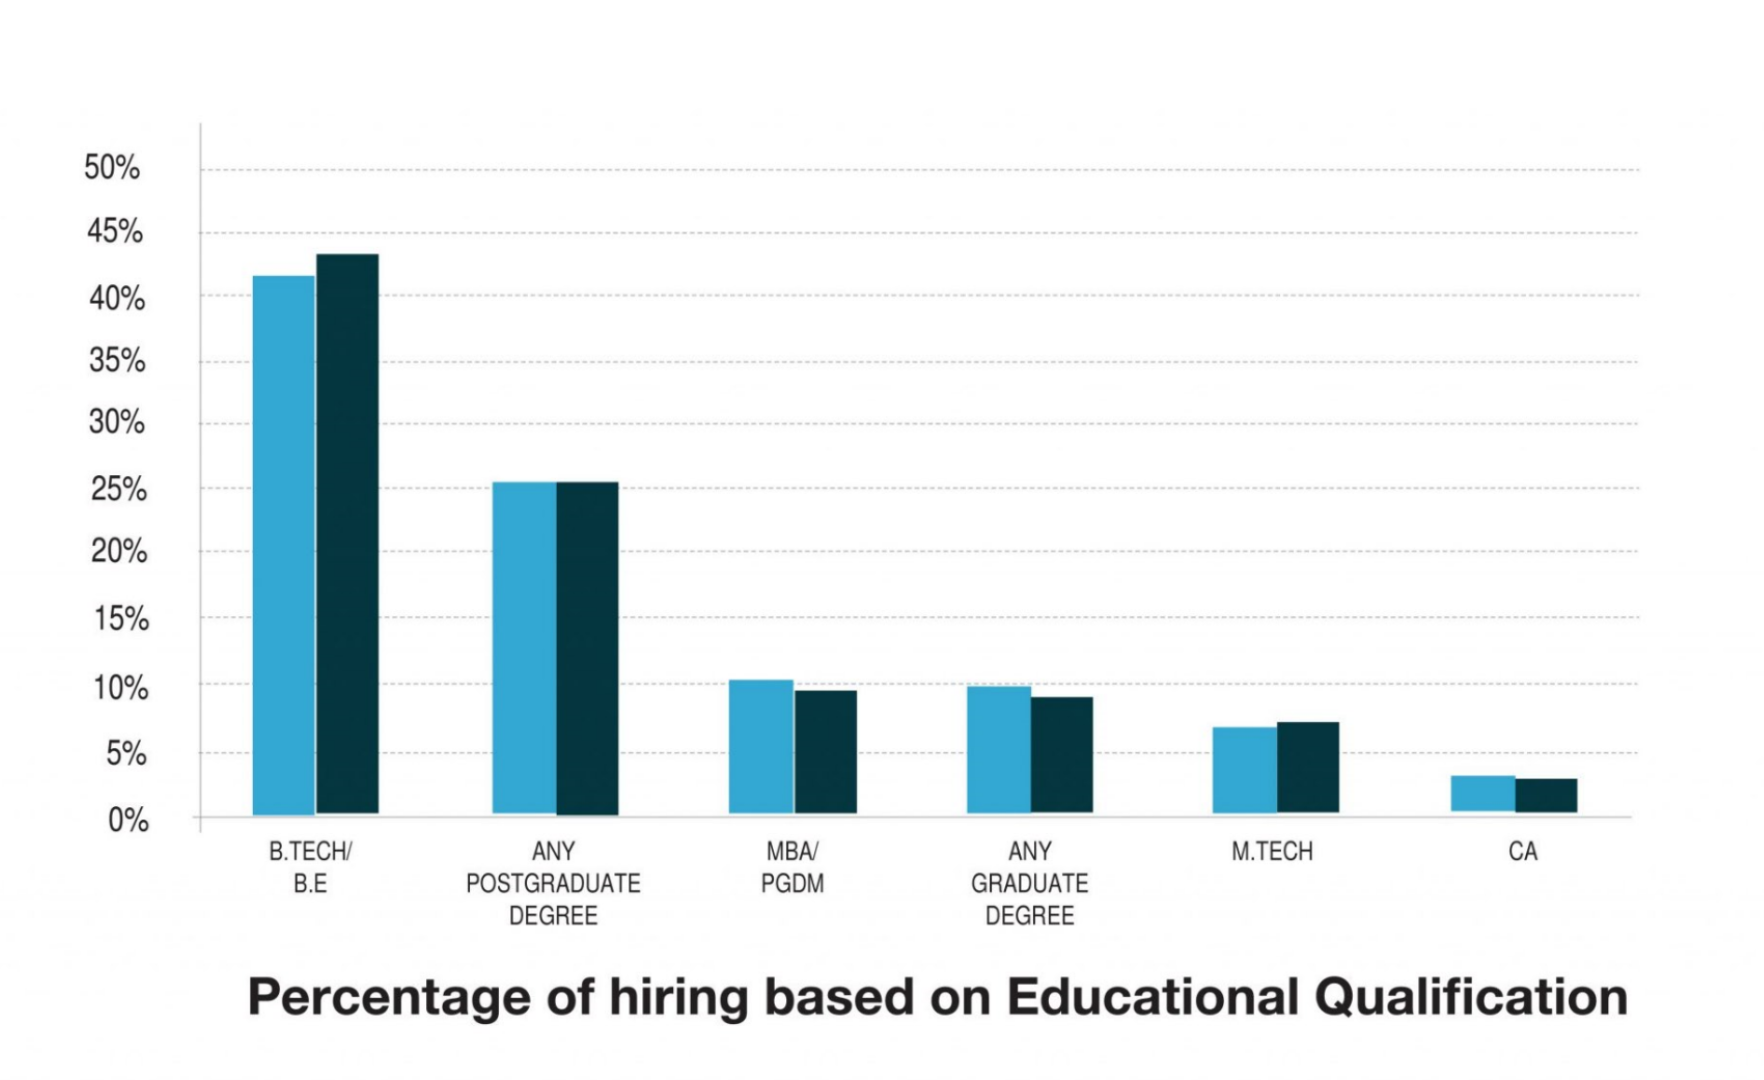 50%
45%
40%
35%
30%
25%
20%
15%
10%
5%
0%
B.TECH/
B.E
ANY
POSTGRADUATE
DEGREE
MBA/
PGDM
ANY
GRADUATE
DEGREE
M.TECH
CA
Percentage of hiring based on Educational Qualification